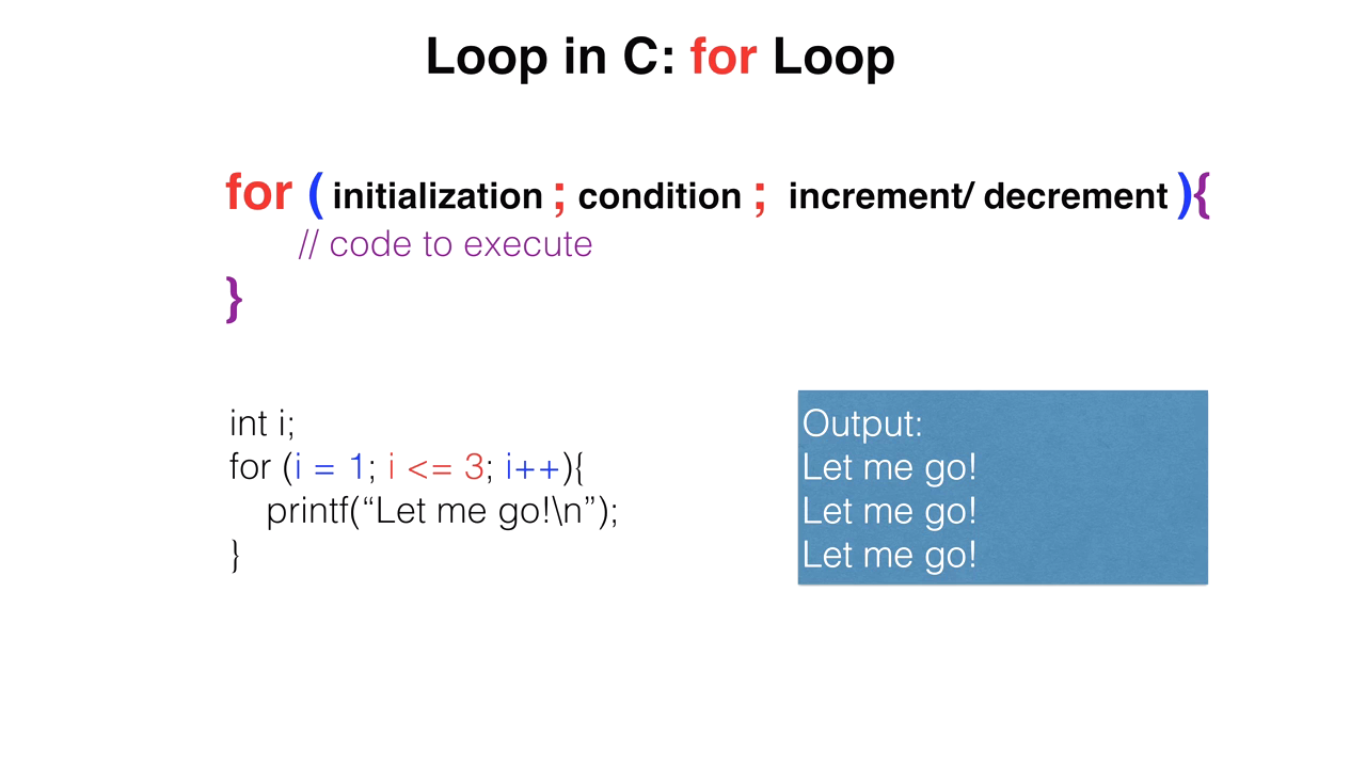 Loop in C: for Loop
for ( initialization ; condition ; increment/ decrement ){
// code to execute
}
int i;
for (i = 1; i <= 3; i++){
printf(“Let me go!\n”);
}
Output:
Let me go!
Let me go!
Let me go!